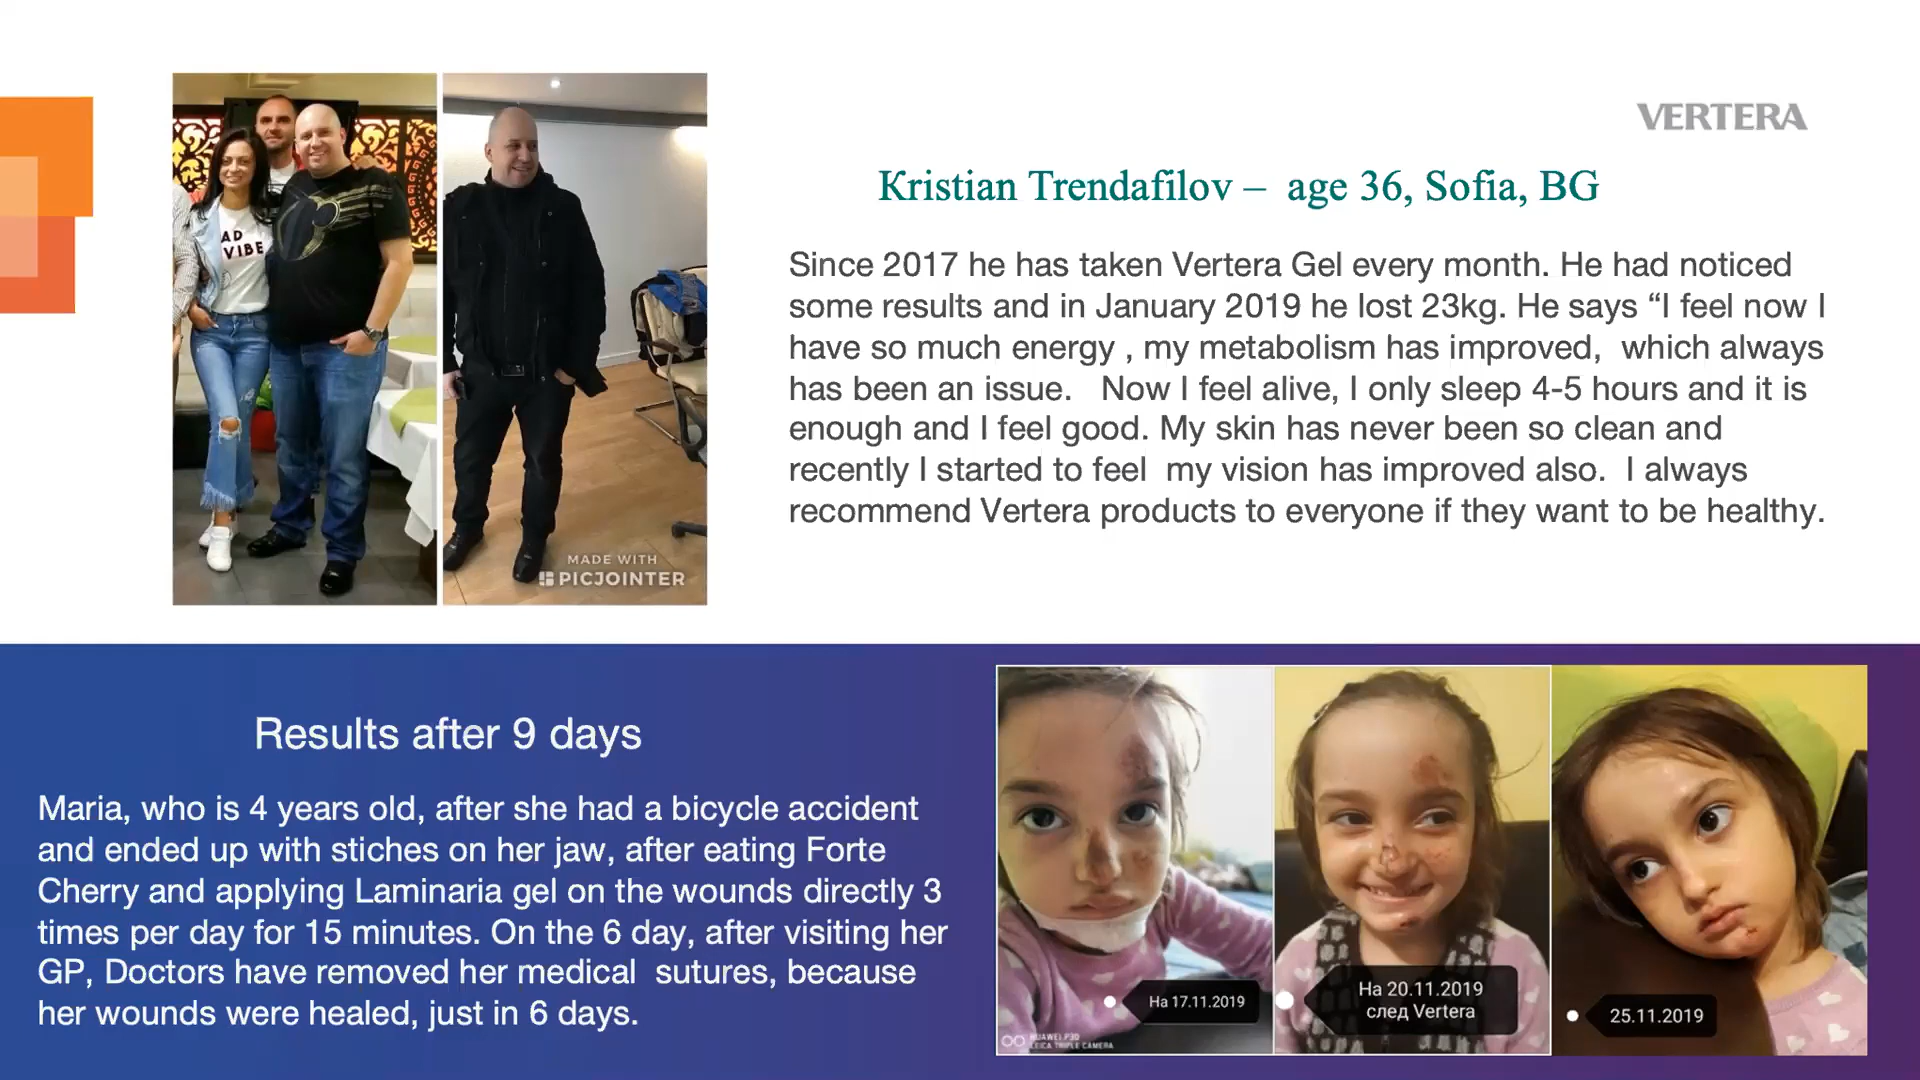 VERTERA
Kristian Trendafilov – age 36, Sofia, BG
Since 2017 he has taken Vertera Gel every month. He had noticed
some results and in January 2019 he lost 23kg. He says “I feel now I
have so much energy , my metabolism has improved, which always
has been an issue. Now I feel alive, I only sleep 4-5 hours and it is
enough and I feel good. My skin has never been so clean and
recently I started to feel my vision has improved also. I always
recommend Vertera products to everyone if they want to be healthy.
AD
VIBE
MADE WITH
PICJOINTER
Results after 9 days
Maria, who is 4 years old, after she had a bicycle accident
and ended up with stiches on her jaw, after eating Forte
Cherry and applying Laminaria gel on the wounds directly 3
times per day for 15 minutes. On the 6 day, after visiting her
GP, Doctors have removed her medical sutures, because
her wounds were healed, just in 6 days.
На 17.11.2019
HUAWEI P30
LEICA TRIPLE CAMERA
На 20.11.2019
след Vertera
25.11.2019